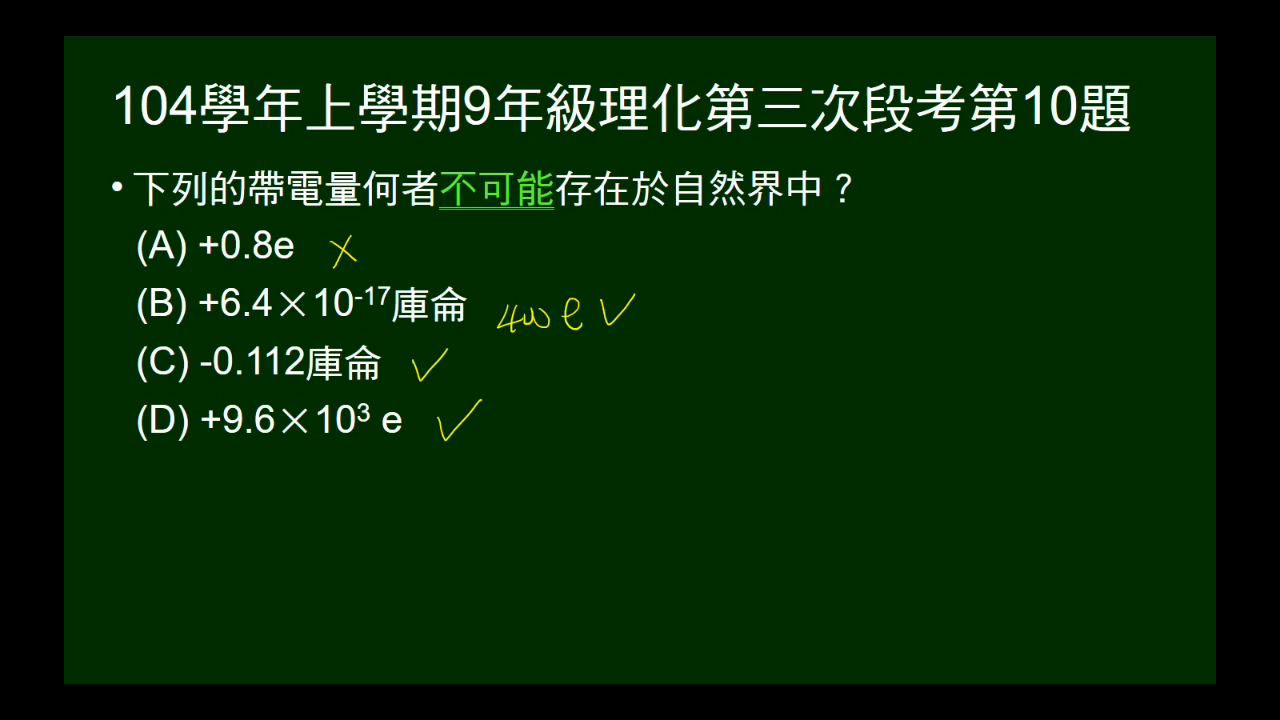 104學年上學期9年級理化第三次段考第10題
• 下列的帶電量何者不可能存在於自然界中？
(A) +0.8e ×
(B) +6.4×10⁻¹⁷庫侖 400 e ✓
(C) -0.112庫侖 ✓
(D) +9.6×10³ e ✓